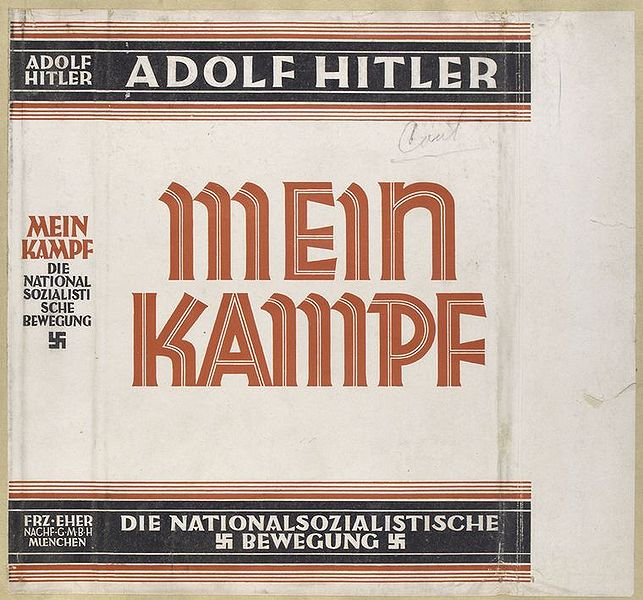 ADOLF
HITLER
ADOLF HITLER
MEIN
KAMPF
DIE
NATIONAL
SOZIALISTI
SCHE
BEWEGUNG
MEIN
KAMPF
FRZ·EHER
NACHF·G·M·B·H
MUENCHEN
DIE NATIONALSOZIALISTISCHE
BEWEGUNG